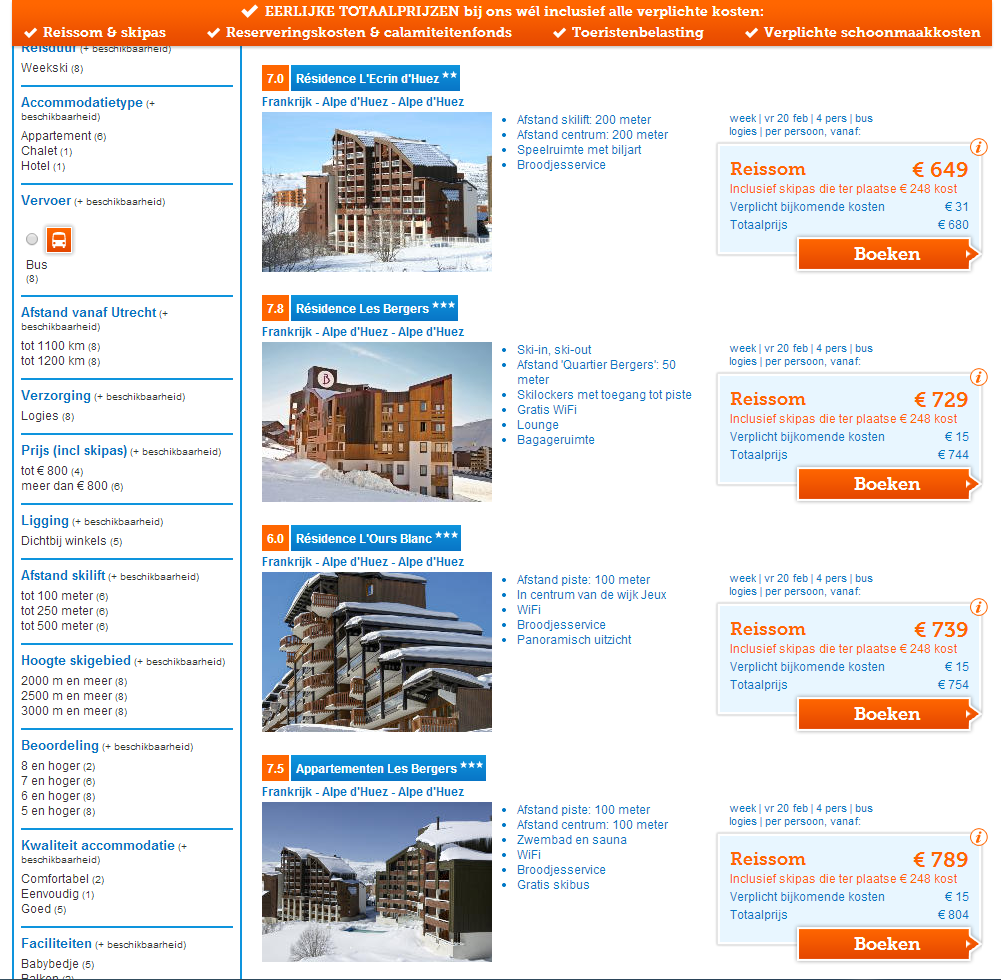 EERLIJKE TOTAALPRIJZEN bij ons wél inclusief alle verplichte kosten:
Reissom & skipas
Reserveringskosten & calamiteitenfonds
Toeristenbelasting
Verplichte schoonmaakkosten
Reisduur (+ beschikbaarheid)
Weekski (8)
Accommodatietype (+
beschikbaarheid)
Appartement (6)
Chalet (1)
Hotel (1)
Vervoer (+ beschikbaarheid)
Bus
(8)
Afstand vanaf Utrecht (+
beschikbaarheid)
tot 1100 km (8)
tot 1200 km (8)
Verzorging (+ beschikbaarheid)
Logies (8)
Prijs (incl skipas) (+ beschikbaarheid)
tot € 800 (4)
meer dan € 800 (6)
Ligging (+ beschikbaarheid)
Dichtbij winkels (5)
Afstand skilift (+ beschikbaarheid)
tot 100 meter (6)
tot 250 meter (6)
tot 500 meter (6)
Hoogte skigebied (+ beschikbaarheid)
2000 m en meer (8)
2500 m en meer (8)
3000 m en meer (8)
Beoordeling (+ beschikbaarheid)
8 en hoger (2)
7 en hoger (6)
6 en hoger (8)
5 en hoger (8)
Kwaliteit accommodatie (+
beschikbaarheid)
Comfortabel (2)
Eenvoudig (1)
Goed (5)
Faciliteiten (+ beschikbaarheid)
Babybedje (5)
7.0 Résidence L'Ecrin d'Huez **
Frankrijk - Alpe d'Huez - Alpe d'Huez
Afstand skilift: 200 meter
Afstand centrum: 200 meter
Speelruimte met biljart
Broodjesservice
week | vr 20 feb | 4 pers | bus
logies | per persoon, vanaf:
i
Reissom € 649
Inclusief skipas die ter plaatse € 248 kost
Verplicht bijkomende kosten € 31
Totaalprijs € 680
Boeken
7.8 Résidence Les Bergers ***
Frankrijk - Alpe d'Huez - Alpe d'Huez
B
Ski-in, ski-out
Afstand 'Quartier Bergers': 50
meter
Skilockers met toegang tot piste
Gratis WiFi
Lounge
Bagageruimte
week | vr 20 feb | 4 pers | bus
logies | per persoon, vanaf:
i
Reissom € 729
Inclusief skipas die ter plaatse € 248 kost
Verplicht bijkomende kosten € 15
Totaalprijs € 744
Boeken
6.0 Résidence L'Ours Blanc ***
Frankrijk - Alpe d'Huez - Alpe d'Huez
Afstand piste: 100 meter
In centrum van de wijk Jeux
WiFi
Broodjesservice
Panoramisch uitzicht
week | vr 20 feb | 4 pers | bus
logies | per persoon, vanaf:
i
Reissom € 739
Inclusief skipas die ter plaatse € 248 kost
Verplicht bijkomende kosten € 15
Totaalprijs € 754
Boeken
7.5 Appartementen Les Bergers ***
Frankrijk - Alpe d'Huez - Alpe d'Huez
Afstand piste: 100 meter
Afstand centrum: 100 meter
Zwembad en sauna
WiFi
Broodjesservice
Gratis skibus
week | vr 20 feb | 4 pers | bus
logies | per persoon, vanaf:
i
Reissom € 789
Inclusief skipas die ter plaatse € 248 kost
Verplicht bijkomende kosten € 15
Totaalprijs € 804
Boeken